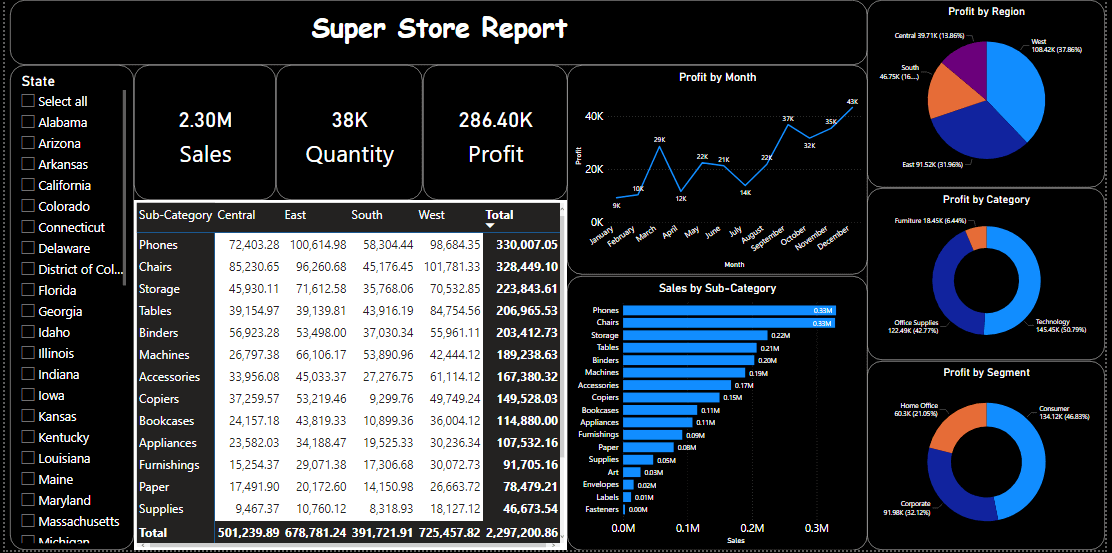 Super Store Report
State
Select all
Alabama
Arizona
Arkansas
California
Colorado
Connecticut
Delaware
District of Col...
Florida
Georgia
Idaho
Illinois
Indiana
Iowa
Kansas
Kentucky
Louisiana
Maine
Maryland
Massachusetts
Michigan
2.30M
Sales
38K
Quantity
286.40K
Profit
Sub-Category Central East South West Total
Phones 72,403.28 100,614.98 58,304.44 98,684.35 330,007.05
Chairs 85,230.65 96,260.68 45,176.45 101,781.33 328,449.10
Storage 45,930.11 71,612.58 35,768.06 70,532.85 223,843.61
Tables 39,154.97 39,139.81 43,916.19 84,754.56 206,965.53
Binders 56,923.28 53,498.00 37,030.34 55,961.11 203,412.73
Machines 26,797.38 66,106.17 53,890.96 42,444.12 189,238.63
Accessories 33,956.08 45,033.37 27,276.75 61,114.12 167,380.32
Copiers 37,259.57 53,219.46 9,299.76 49,749.24 149,528.03
Bookcases 24,157.18 43,819.33 10,899.36 36,004.12 114,880.00
Appliances 23,582.03 34,188.47 19,525.33 30,236.34 107,532.16
Furnishings 15,254.37 29,071.38 17,306.68 30,072.73 91,705.16
Paper 17,491.90 20,172.60 14,150.98 26,663.72 78,479.21
Supplies 9,467.37 10,760.12 8,318.93 18,127.12 46,673.54
Total 501,239.89 678,781.24 391,721.91 725,457.82 2,297,200.86
Profit by Month
Profit
40K
20K
0K
9K
10K
29K
12K
22K
21K
14K
22K
37K
32K
35K
43K
January
February
March
April
May
June
July
August
September
October
November
December
Month
Sales by Sub-Category
Phones 0.33M
Chairs 0.33M
Storage 0.22M
Tables 0.21M
Binders 0.20M
Machines 0.19M
Accessories 0.17M
Copiers 0.15M
Bookcases 0.11M
Appliances 0.11M
Furnishings 0.09M
Paper 0.08M
Supplies 0.05M
Art 0.03M
Envelopes 0.02M
Labels 0.01M
Fasteners 0.00M
0.0M 0.1M 0.2M 0.3M
Sales
Profit by Region
Central 39.71K (13.86%)
West
108.42K (37.86%)
South
46.75K (16....)
East 91.52K (31.96%)
Profit by Category
Furniture 18.45K (6.44%)
Office Supplies
122.49K (42.77%)
Technology
145.45K (50.79%)
Profit by Segment
Home Office
60.3K (21.05%)
Consumer
134.12K (46.83%)
Corporate
91.98K (32.12%)